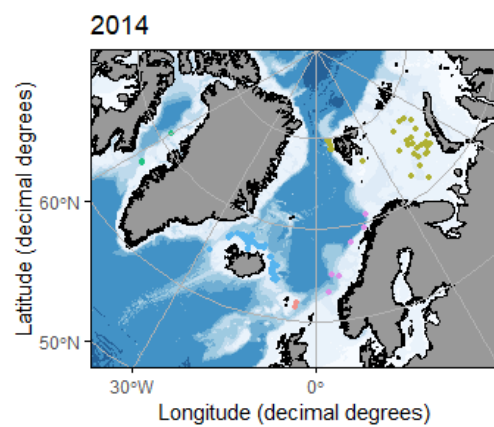 2014
Latitude (decimal degrees)
60°N
50°N
30°W
0°
Longitude (decimal degrees)